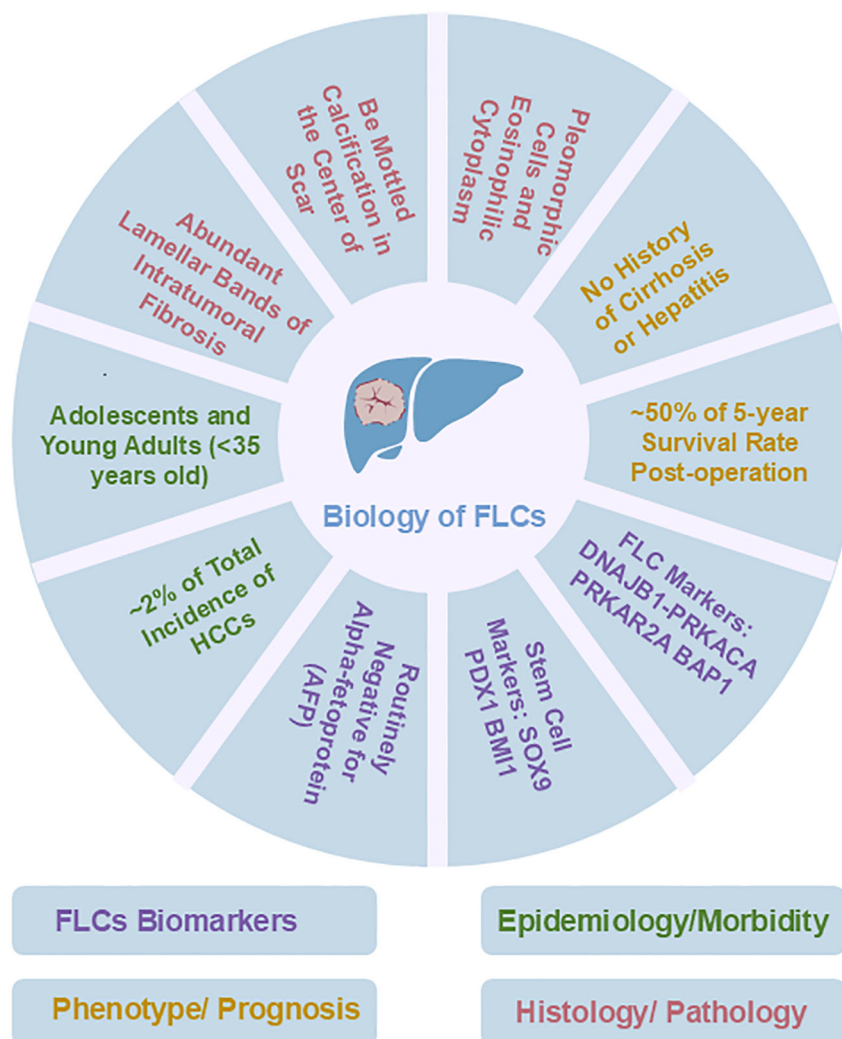 Be Mottled
Calcification in
the Center of
Scar
Pleomorphic
Cells and
Eosinophilic
Cytoplasm
No History
of Cirrhosis
or Hepatitis
~50% of 5-year
Survival Rate
Post-operation
FLC Markers:
DNAJB1-PRKACA
PRKAR2A BAP1
Stem Cell
Markers: SOX9
PDX1 BMI1
Routinely
Negative for
Alpha-fetoprotein
(AFP)
~2% of Total
Incidence of
HCCs
Adolescents and
Young Adults (<35
years old)
Abundant
Lamellar Bands of
Intratumoral
Fibrosis
Biology of FLCs
FLCs Biomarkers
Epidemiology/Morbidity
Phenotype/ Prognosis
Histology/ Pathology